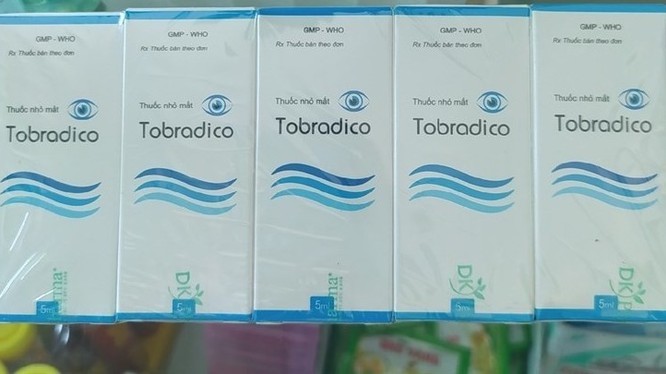 GMP - WHO
Rx Thuốc bán theo đơn
Thuốc nhỏ mắt
Tobradico
5ml
GMP - WHO
Rx Thuốc bán theo đơn
Thuốc nhỏ mắt
Tobradico
DK
5ml
GMP - WHO
Rx Thuốc bán theo đơn
Thuốc nhỏ mắt
Tobradico
5ml
GMP - WHO
Rx Thuốc bán theo đơn
Thuốc nhỏ mắt
Tobradico
DK
5ml
GMP - WHO
Rx Thuốc bán theo đơn
Thuốc nhỏ mắt
Tobradico
DK
5ml